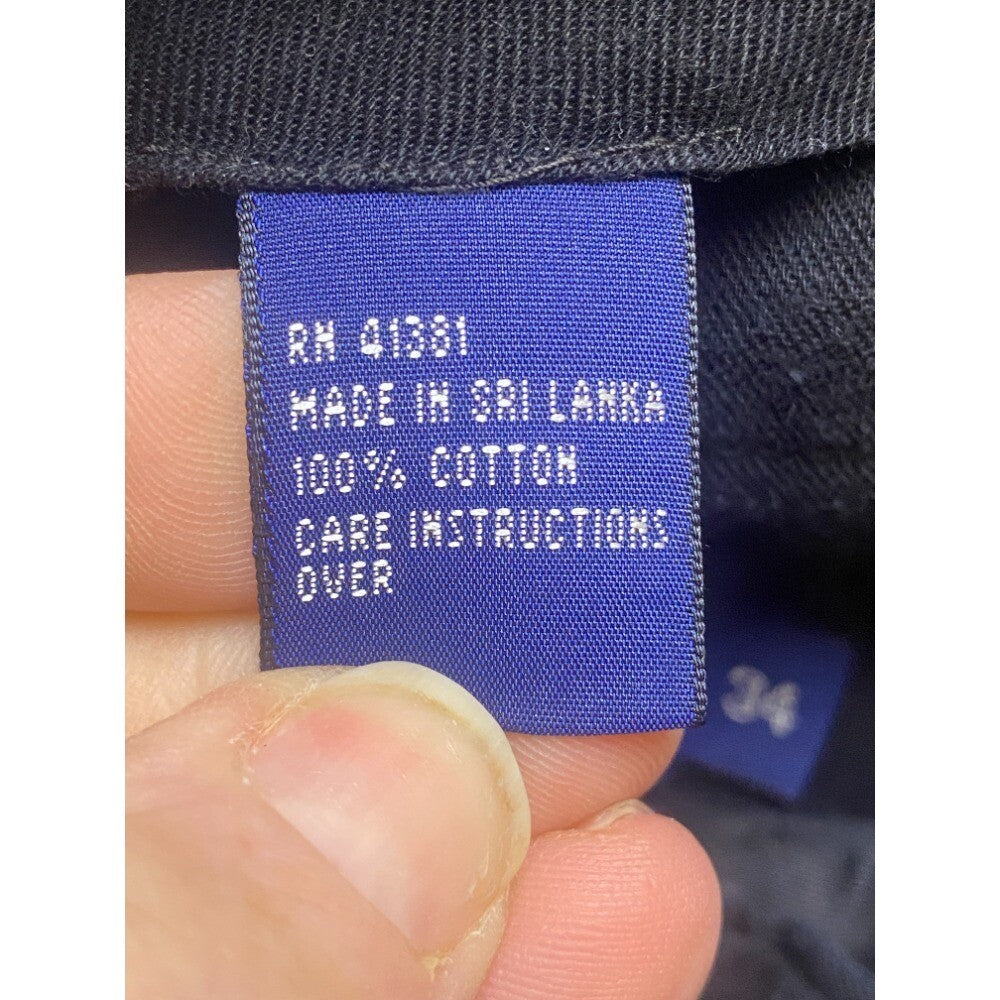 RN 41381
MADE IN SRI LANKA
100% COTTON
CARE INSTRUCTIONS
OVER
34